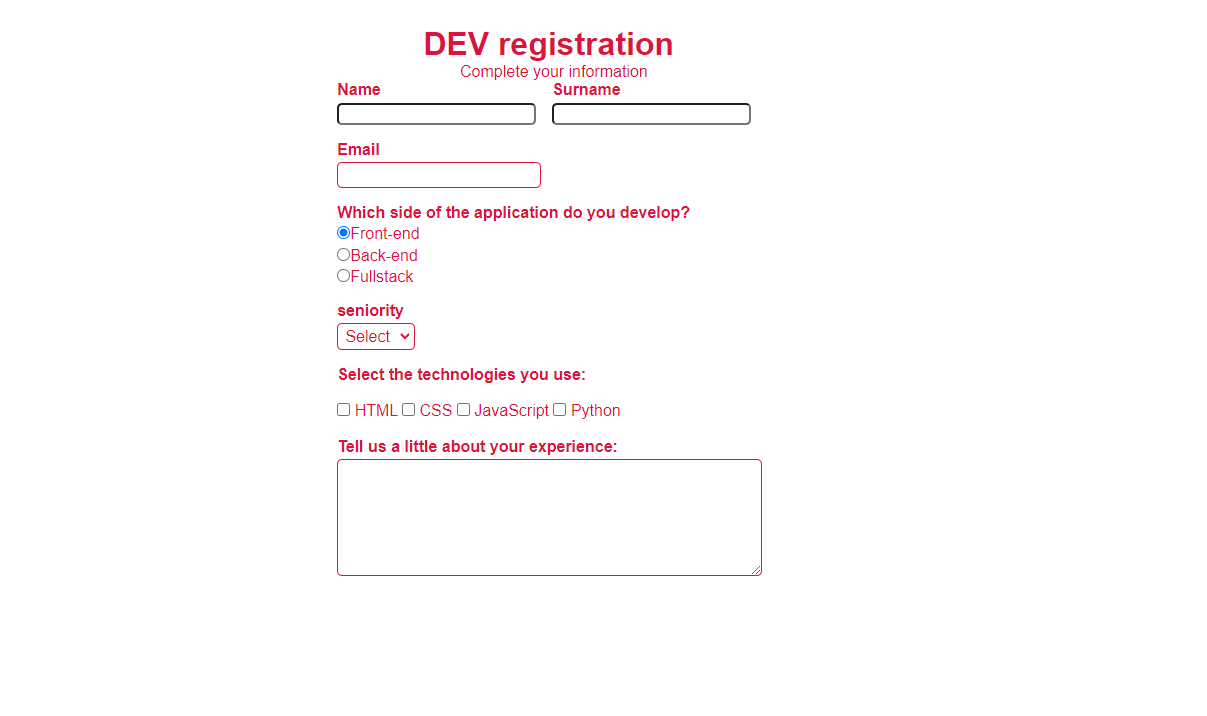 DEV registration
Complete your information
Name Surname
Email
Which side of the application do you develop?
Front-end
Back-end
Fullstack
seniority
Select
Select the technologies you use:
HTML CSS JavaScript Python
Tell us a little about your experience: